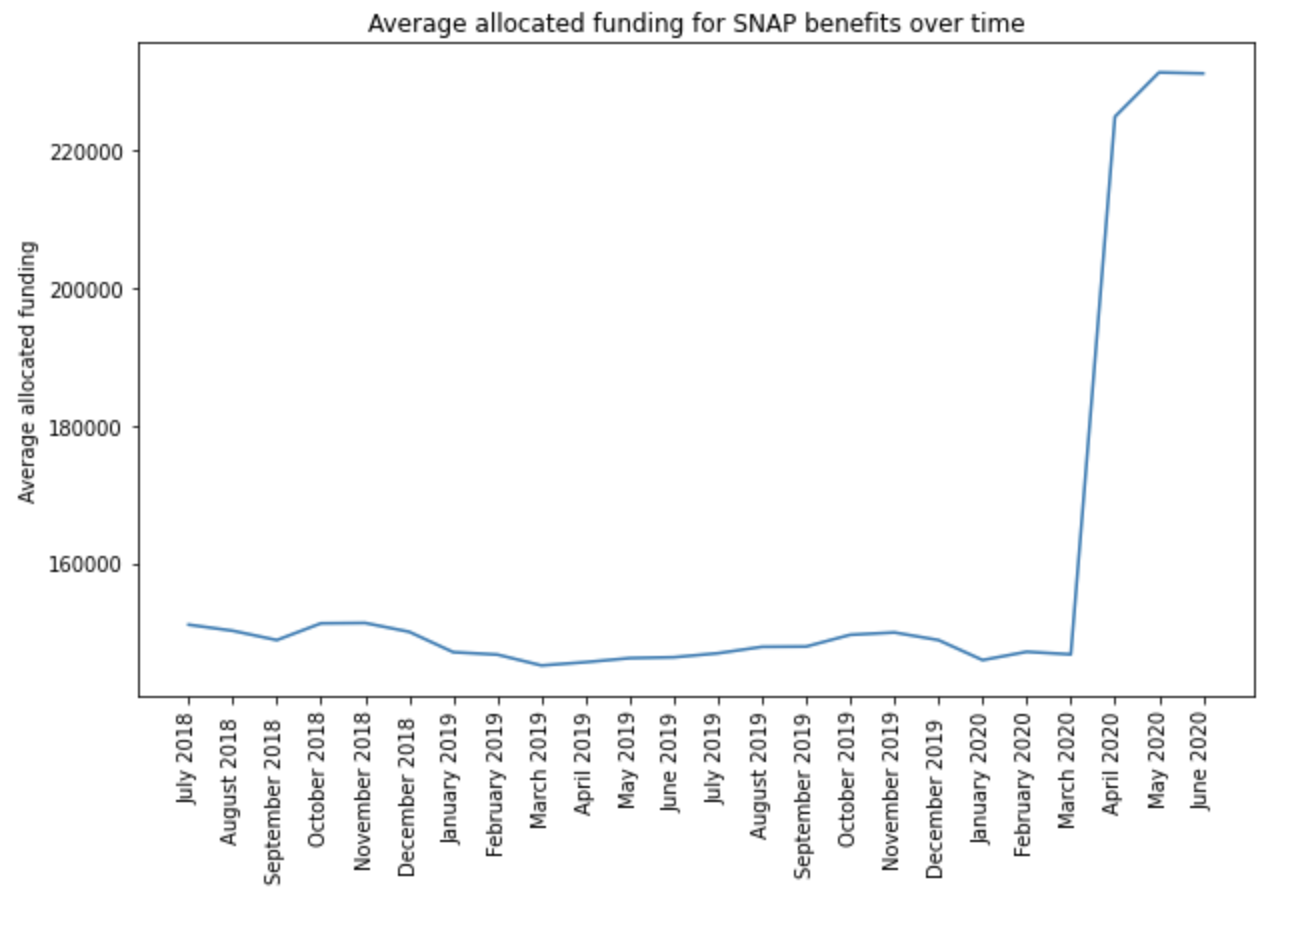 Average allocated funding for SNAP benefits over time
Average allocated funding
220000
200000
180000
160000
July 2018
August 2018
September 2018
October 2018
November 2018
December 2018
January 2019
February 2019
March 2019
April 2019
May 2019
June 2019
July 2019
August 2019
September 2019
October 2019
November 2019
December 2019
January 2020
February 2020
March 2020
April 2020
May 2020
June 2020